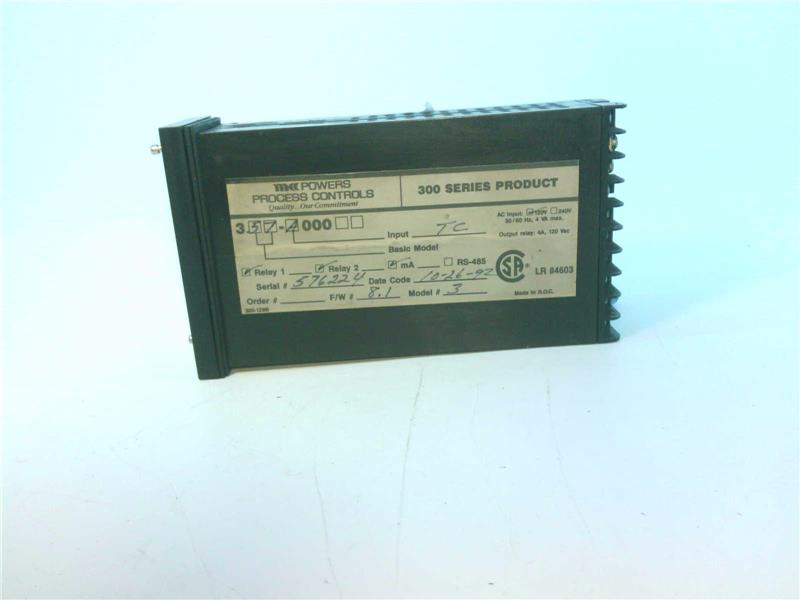 MCC POWERS
PROCESS CONTROLS
Quality...Our Commitment
300 SERIES PRODUCT
000
Input TC
Basic Model
AC Input: 120V 240V
50/60 Hz, 4 VA max.
Output relay: 4A, 120 Vac
Relay 1 Relay 2 mA RS-485
Serial # 576224 Date Code 10-26-92
Order # F/W # 8.1 Model # 3
LR 84603
Made in R.O.C.